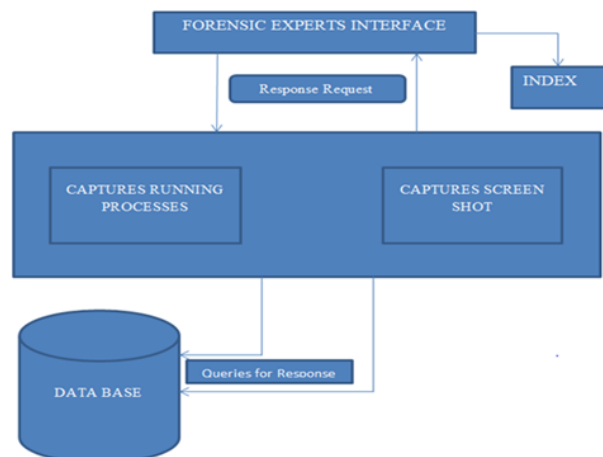 FORENSIC EXPERTS INTERFACE
Response Request
INDEX
CAPTURES RUNNING
PROCESSES
CAPTURES SCREEN
SHOT
Queries for Response
DATA BASE